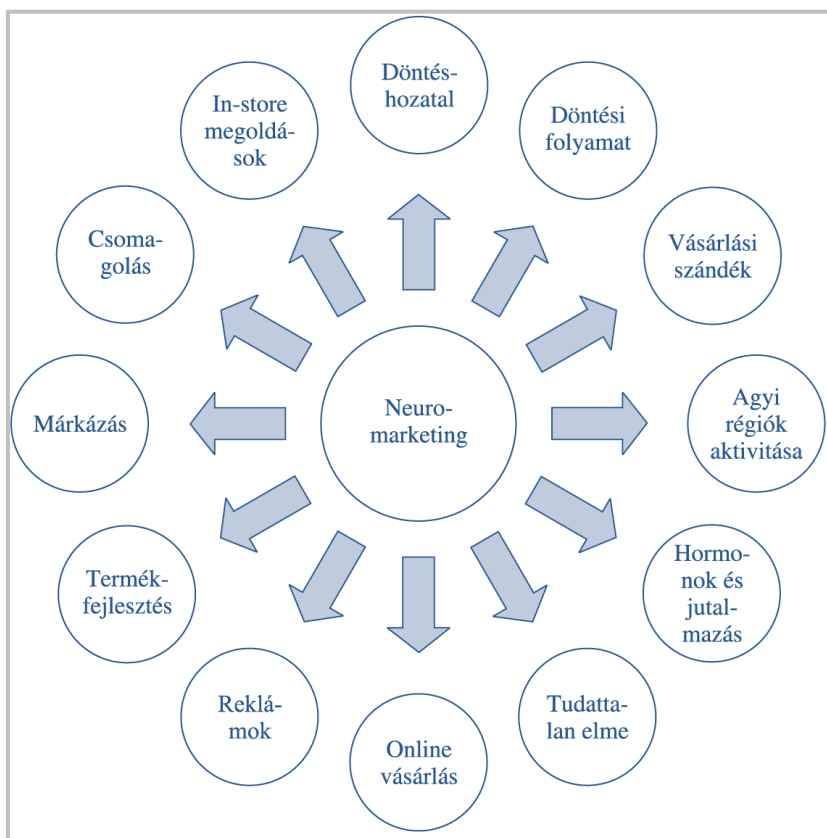 Döntés-
hozatal
Döntési
folyamat
Vásárlási
szándék
Agyi
régiók
aktivitása
Hormo-
nok és
jutal-
mazás
Tudatta-
lan elme
Online
vásárlás
Reklá-
mok
Termék-
fejlesztés
Márkázás
Csoma-
golás
In-store
megoldá-
sok
Neuro-
marketing